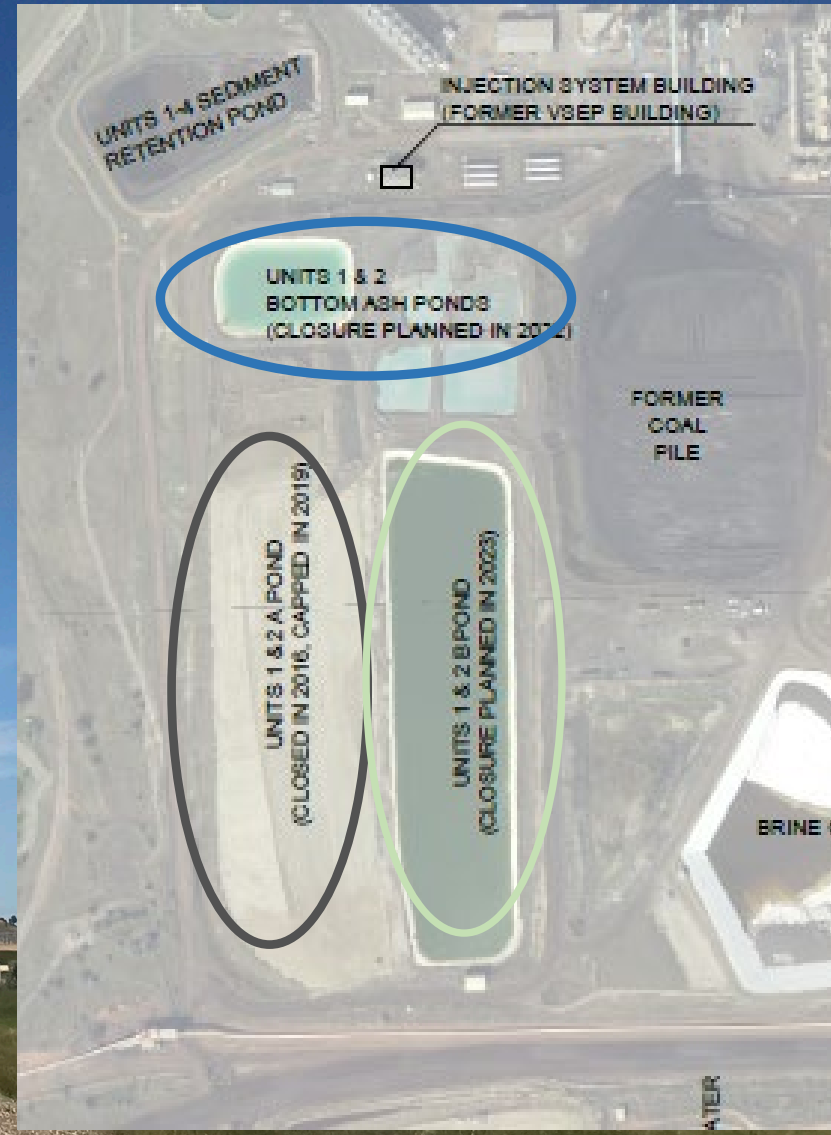 UNITS 1-4 SEDIMENT
RETENTION POND
INJECTION SYSTEM BUILDING
(FORMER VSEP BUILDING)
UNITS 1 & 2
BOTTOM ASH PONDS
(CLOSURE PLANNED IN 2022)
FORMER
COAL
PILE
UNITS 1 & 2 A POND
(CLOSED IN 2016, CAPPED IN 2019)
UNITS 1 & 2 B POND
(CLOSURE PLANNED IN 2023)
BRINE
ATER